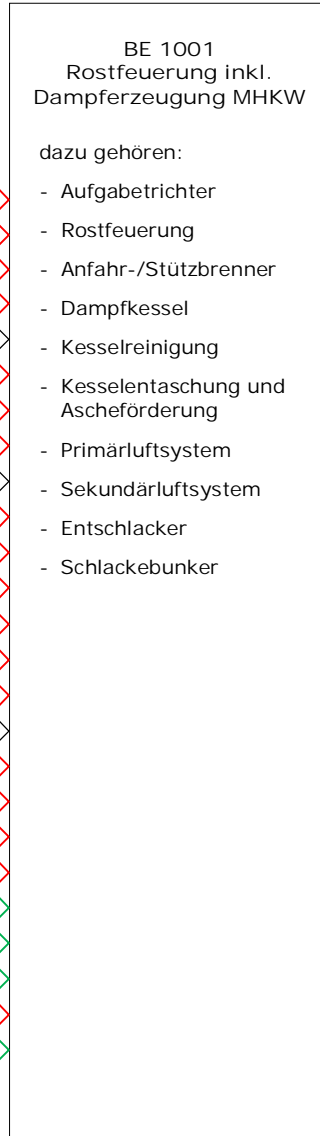 BE 1001
Rostfeuerung inkl.
Dampferzeugung MHKW
dazu gehören:
- Aufgabetrichter
- Rostfeuerung
- Anfahr-/Stützbrenner
- Dampfkessel
- Kesselreinigung
- Kesselentaschung und
Ascheförderung
- Primärluftsystem
- Sekundärluftsystem
- Entschlacker
- Schlackebunker